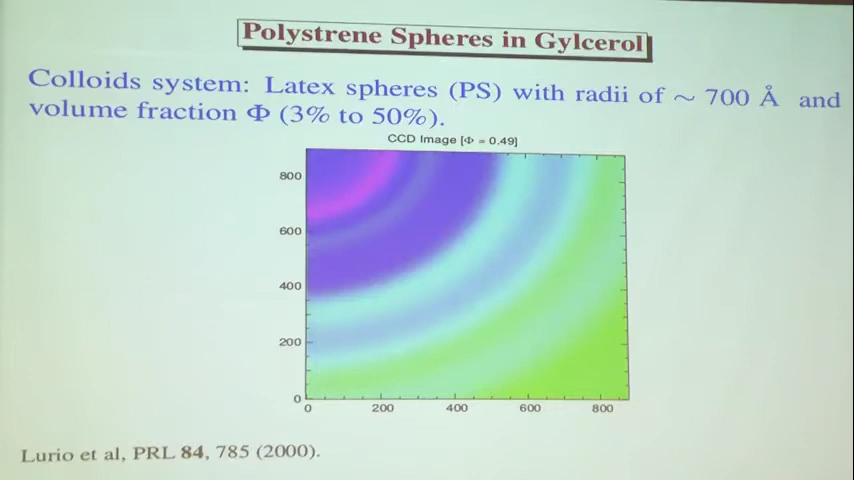 Polystrene Spheres in Gylcerol
Colloids system: Latex spheres (PS) with radii of ~ 700 Å and
volume fraction Φ (3% to 50%).
CCD Image [Φ = 0.49]
800
600
400
200
0
0 200 400 600 800
Lurio et al, PRL 84, 785 (2000).